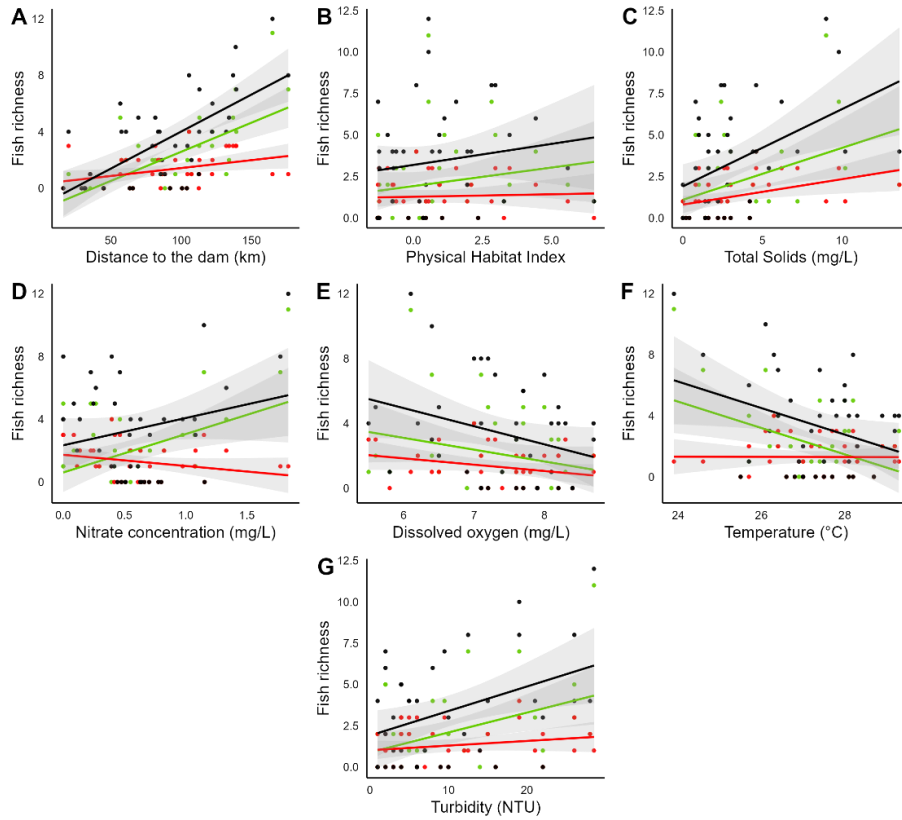 A
B
C
12
8
4
0
50
100
150
Fish richness
Distance to the dam (km)
12.5
10.0
7.5
5.0
2.5
0.0
0.0
2.5
5.0
Fish richness
Physical Habitat Index
12.5
10.0
7.5
5.0
2.5
0.0
0
5
10
Fish richness
Total Solids (mg/L)
D
E
F
12
8
4
0
0.0
0.5
1.0
1.5
Fish richness
Nitrate concentration (mg/L)
12
8
4
0
6
7
8
Fish richness
Dissolved oxygen (mg/L)
12
8
4
0
24
26
28
Fish richness
Temperature (°C)
G
12.5
10.0
7.5
5.0
2.5
0.0
0
10
20
Fish richness
Turbidity (NTU)